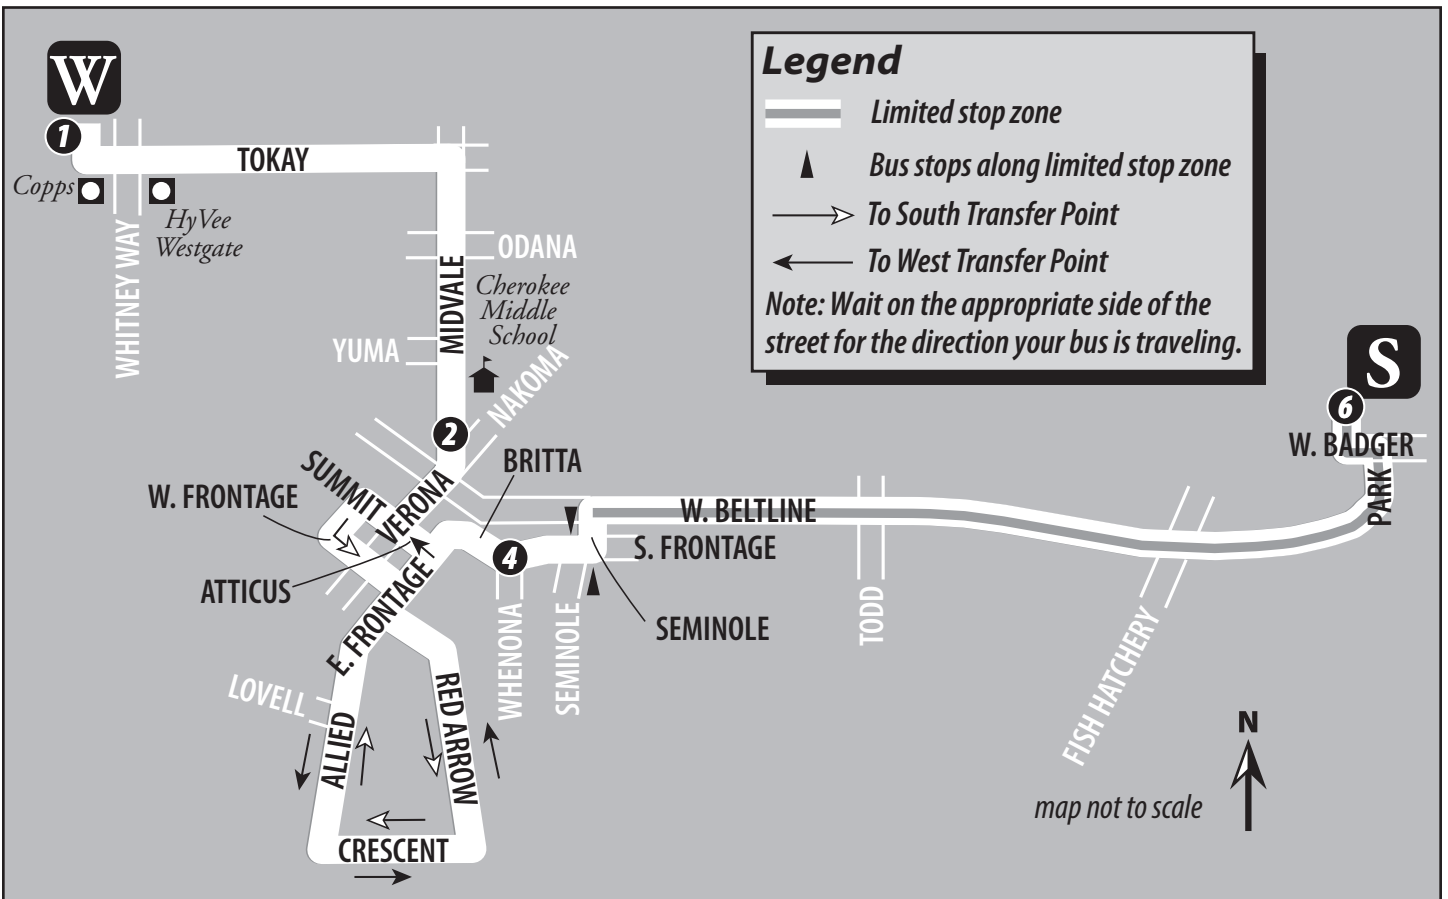 W
1
TOKAY
Copps
HyVee
Westgate
WHITNEY WAY
ODANA
MIDVALE
Cherokee
Middle
School
YUMA
NAKOMA
2
SUMMIT
VERONA
BRITTA
W. FRONTAGE
4
ATTICUS
E. FRONTAGE
W. BELTLINE
S. FRONTAGE
SEMINOLE
WHENONA
SEMINOLE
TODD
LOVELL
ALLIED
RED ARROW
CRESCENT
FISH HATCHERY
Legend
Limited stop zone
Bus stops along limited stop zone
To South Transfer Point
To West Transfer Point
Note: Wait on the appropriate side of the
street for the direction your bus is traveling.
S
6
W. BADGER
PARK
N
map not to scale